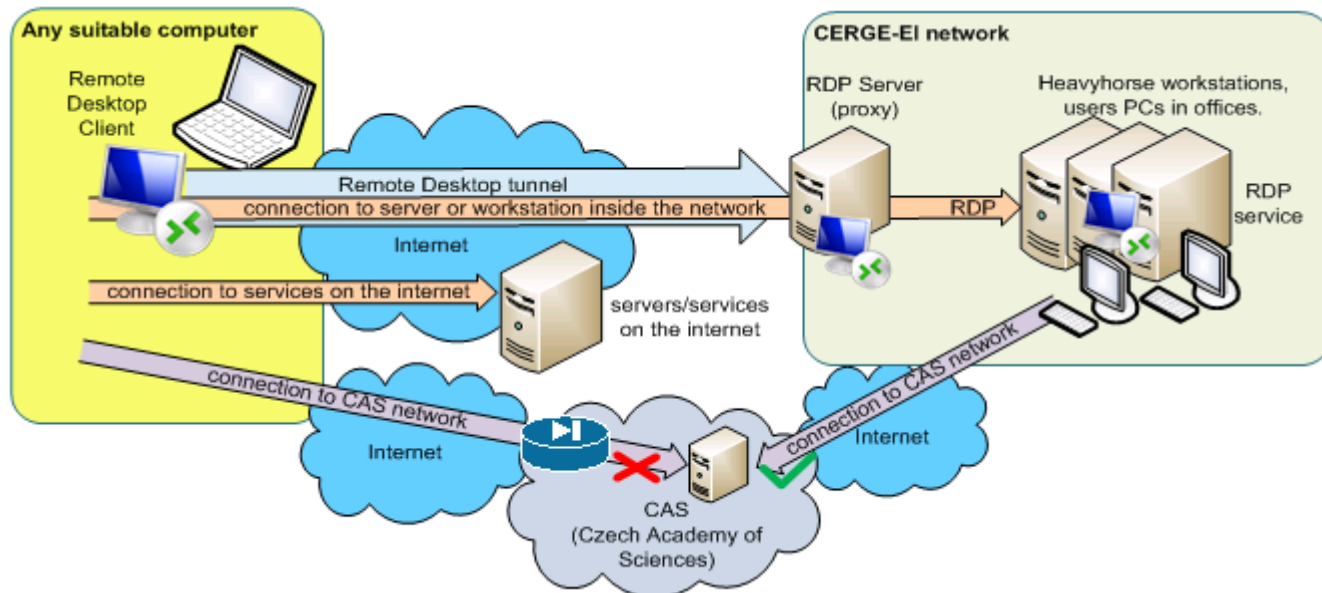 Any suitable computer
Remote
Desktop
Client
CERGE-EI network
RDP Server
(proxy)
Heavyhorse workstations,
users PCs in offices.
Remote Desktop tunnel
connection to server or workstation inside the network
RDP
RDP
service
Internet
connection to services on the internet
servers/services
on the internet
connection to CAS network
Internet
connection to CAS network
Internet
CAS
(Czech Academy of
Sciences)